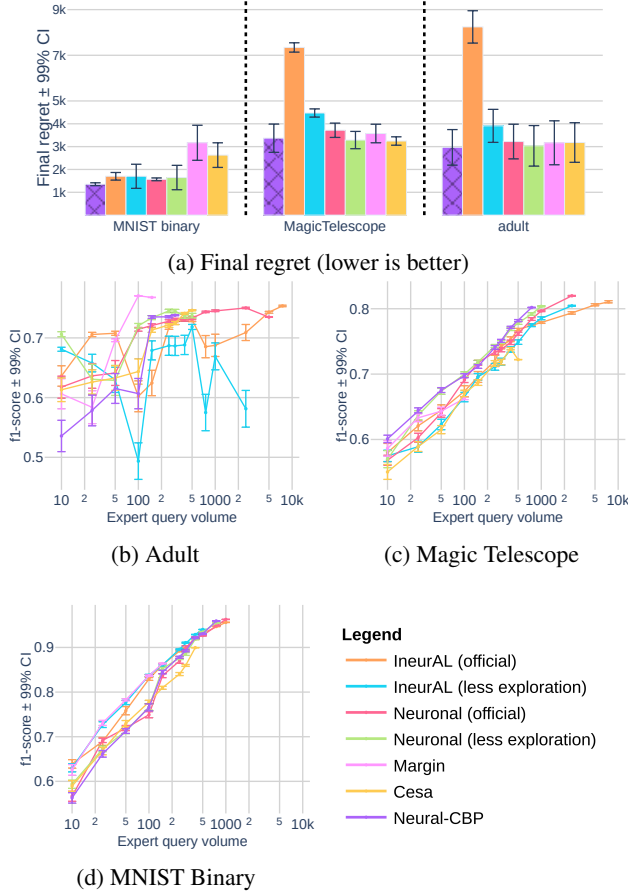 9k
7k
5k
4k
3k
2k
1k
Final regret ± 99% CI
MNIST binary
MagicTelescope
adult
(a) Final regret (lower is better)
0.7
0.6
0.5
f1-score ± 99% CI
10 2 5 100 2 5 1000 2 5 10k
Expert query volume
(b) Adult
0.8
0.7
0.6
f1-score ± 99% CI
10 2 5 100 2 5 1000 2 5 10k
Expert query volume
(c) Magic Telescope
0.9
0.8
0.7
0.6
f1-score ± 99% CI
10 2 5 100 2 5 1000 2 5 10k
Expert query volume
(d) MNIST Binary
Legend
IneurAL (official)
IneurAL (less exploration)
Neuronal (official)
Neuronal (less exploration)
Margin
Cesa
Neural-CBP